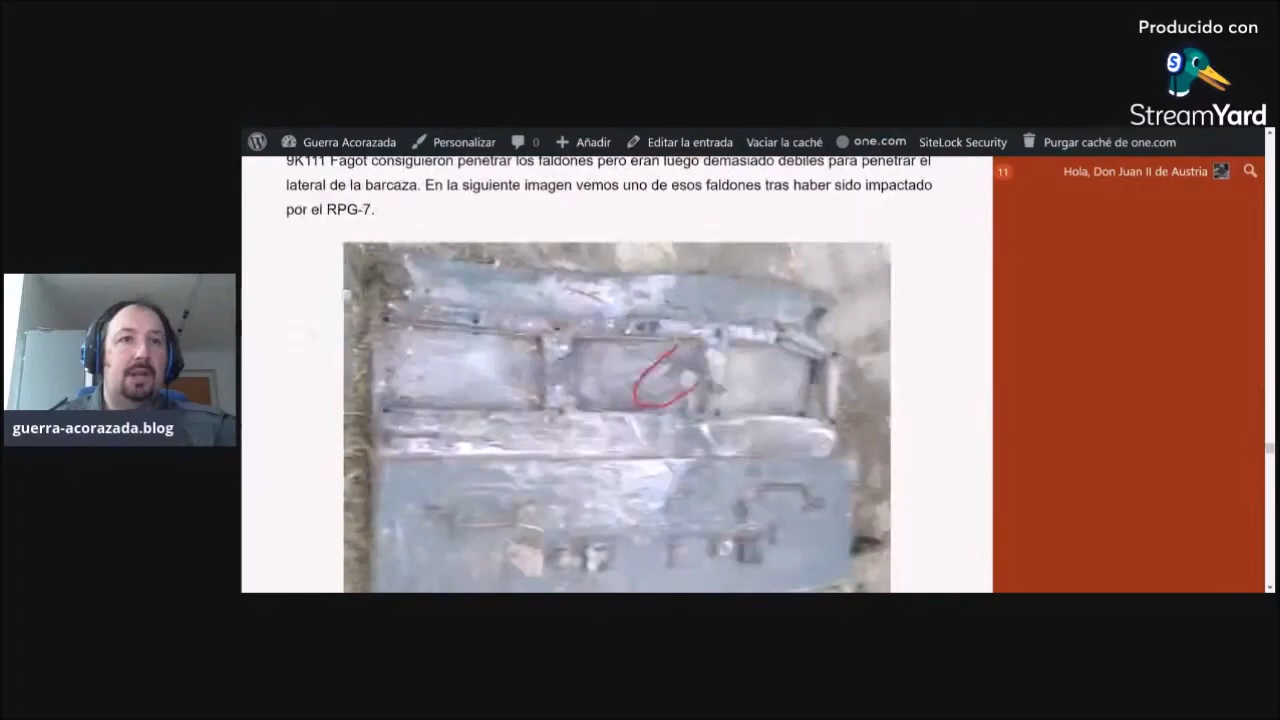 Producido con
StreamYard
Guerra Acorazada Personalizar 0 Añadir Editar la entrada Vaciar la caché one.com SiteLock Security Purgar caché de one.com
11 Hola, Don Juan II de Austria
9K111 Fagot consiguieron penetrar los faldones pero eran luego demasiado debiles para penetrar el
lateral de la barcaza. En la siguiente imagen vemos uno de esos faldones tras haber sido impactado
por el RPG-7.
guerra-acorazada.blog